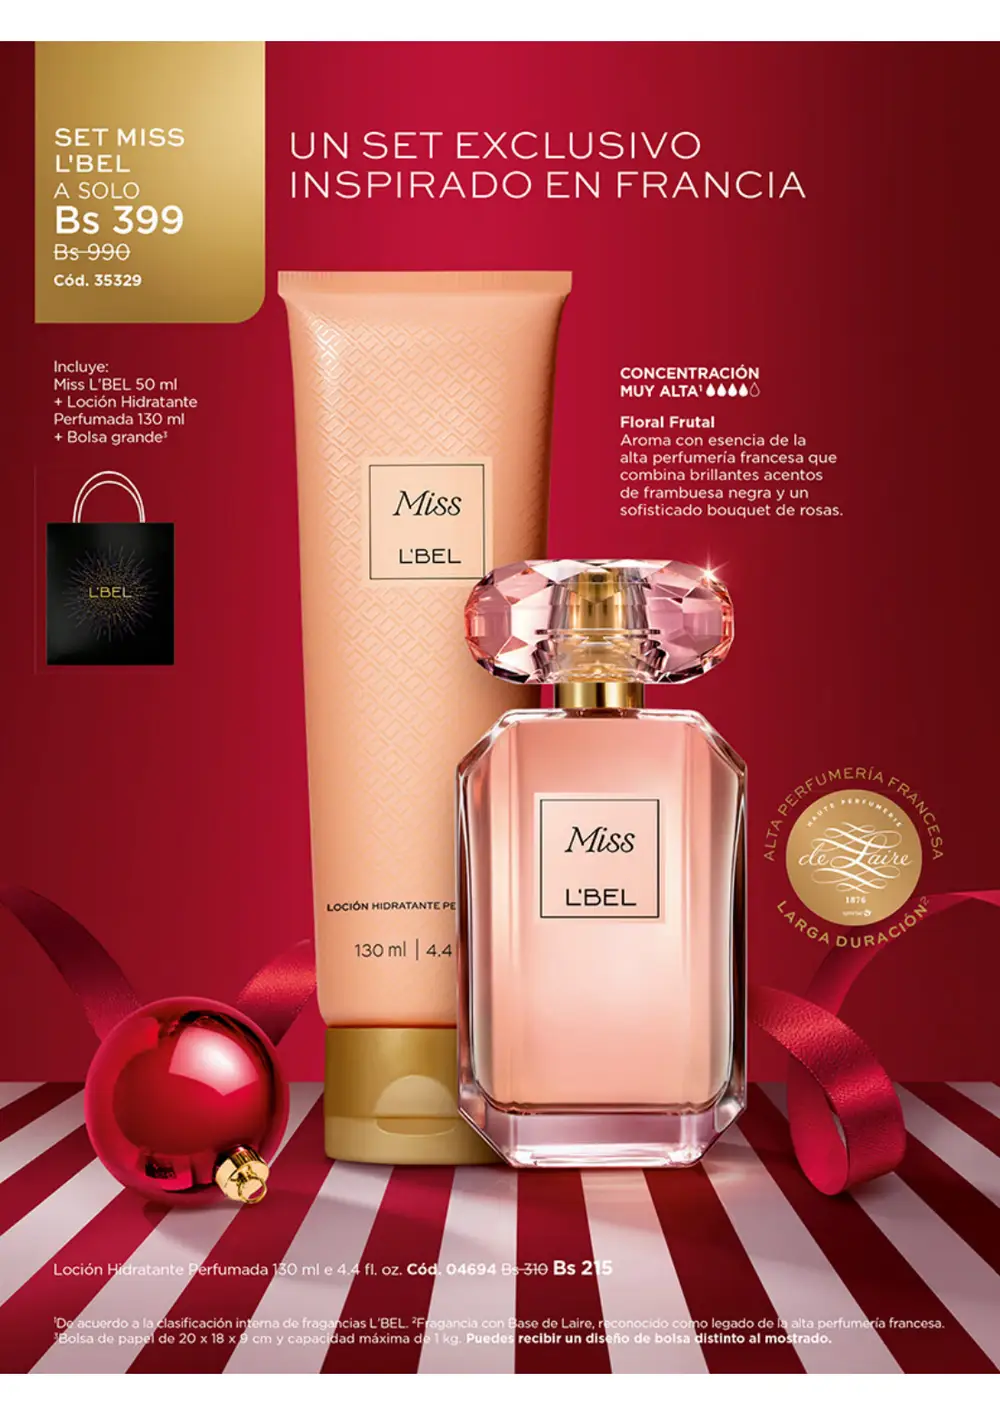 SET MISS
L'BEL
A SOLO
Bs 399
Bs 990
Cód. 35329
UN SET EXCLUSIVO
INSPIRADO EN FRANCIA
Incluye:
Miss L'BEL 50 ml
+ Loción Hidratante
Perfumada 130 ml
+ Bolsa grande³
L'BEL
CONCENTRACIÓN
MUY ALTA¹
Floral Frutal
Aroma con esencia de la
alta perfumería francesa que
combina brillantes acentos
de frambuesa negra y un
sofisticado bouquet de rosas.
Miss
L'BEL
LOCIÓN HIDRATANTE PE
130 ml | 4.4
Miss
L'BEL
ALTA PERFUMERÍA FRANCESA
HAUTE PERFUMERIE
de Laire
1876
LARGA DURACIÓN²
Loción Hidratante Perfumada 130 ml e 4.4 fl. oz. Cód. 04694 Bs 310 Bs 215
¹De acuerdo a la clasificación interna de fragancias L'BEL. ²Fragancia con Base de Laire, reconocido como legado de la alta perfumería francesa.
³Bolsa de papel de 20 x 18 x 9 cm y capacidad máxima de 1 kg. Puedes recibir un diseño de bolsa distinto al mostrado.